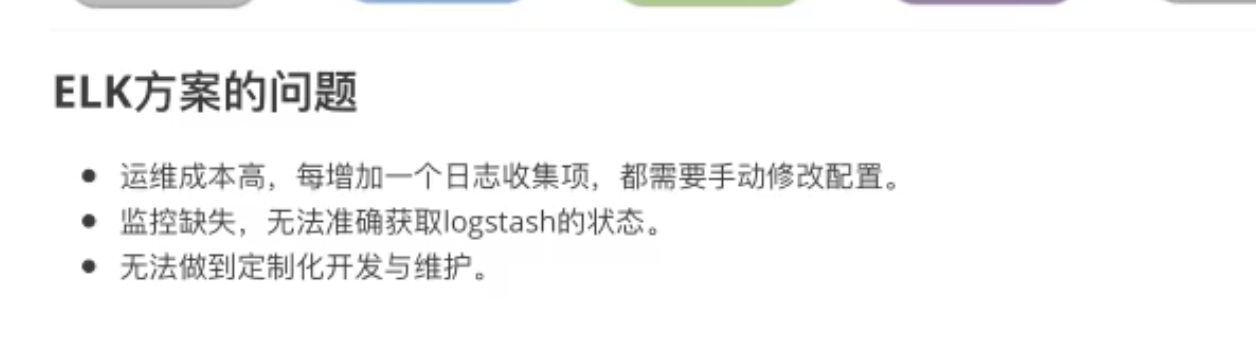 ELK方案的问题
运维成本高，每增加一个日志收集项，都需要手动修改配置。
监控缺失，无法准确获取logstash的状态。
无法做到定制化开发与维护。